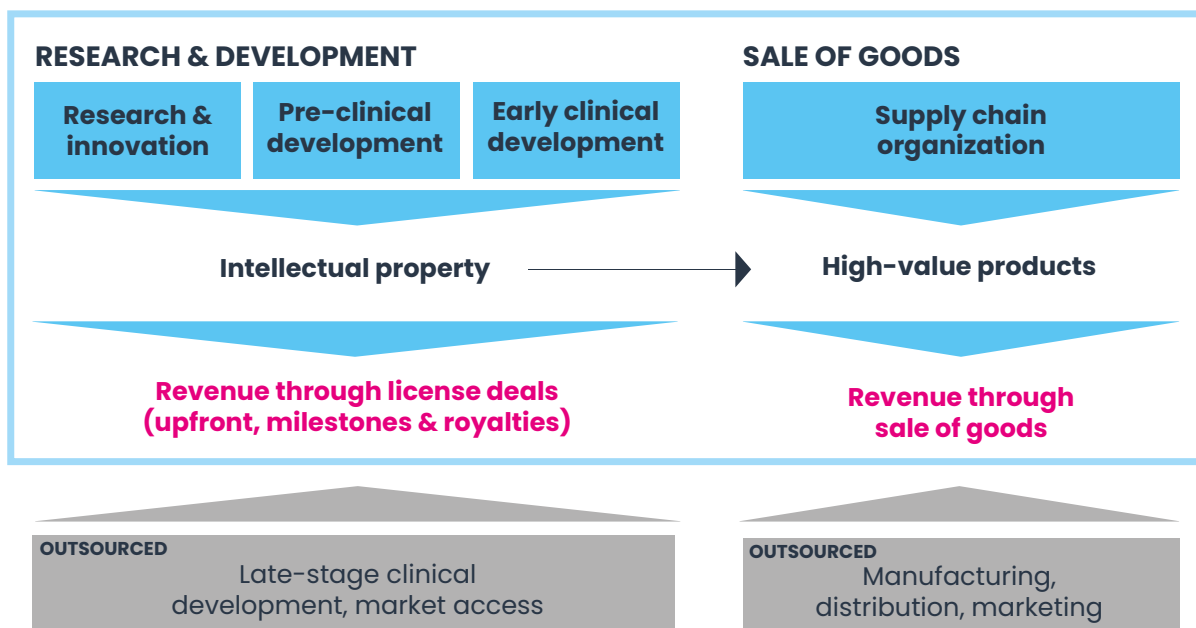 RESEARCH & DEVELOPMENT
Research &
innovation
Pre-clinical
development
Early clinical
development
Intellectual property
Revenue through license deals
(upfront, milestones & royalties)
OUTSOURCED
Late-stage clinical
development, market access
SALE OF GOODS
Supply chain
organization
High-value products
Revenue through
sale of goods
OUTSOURCED
Manufacturing,
distribution, marketing